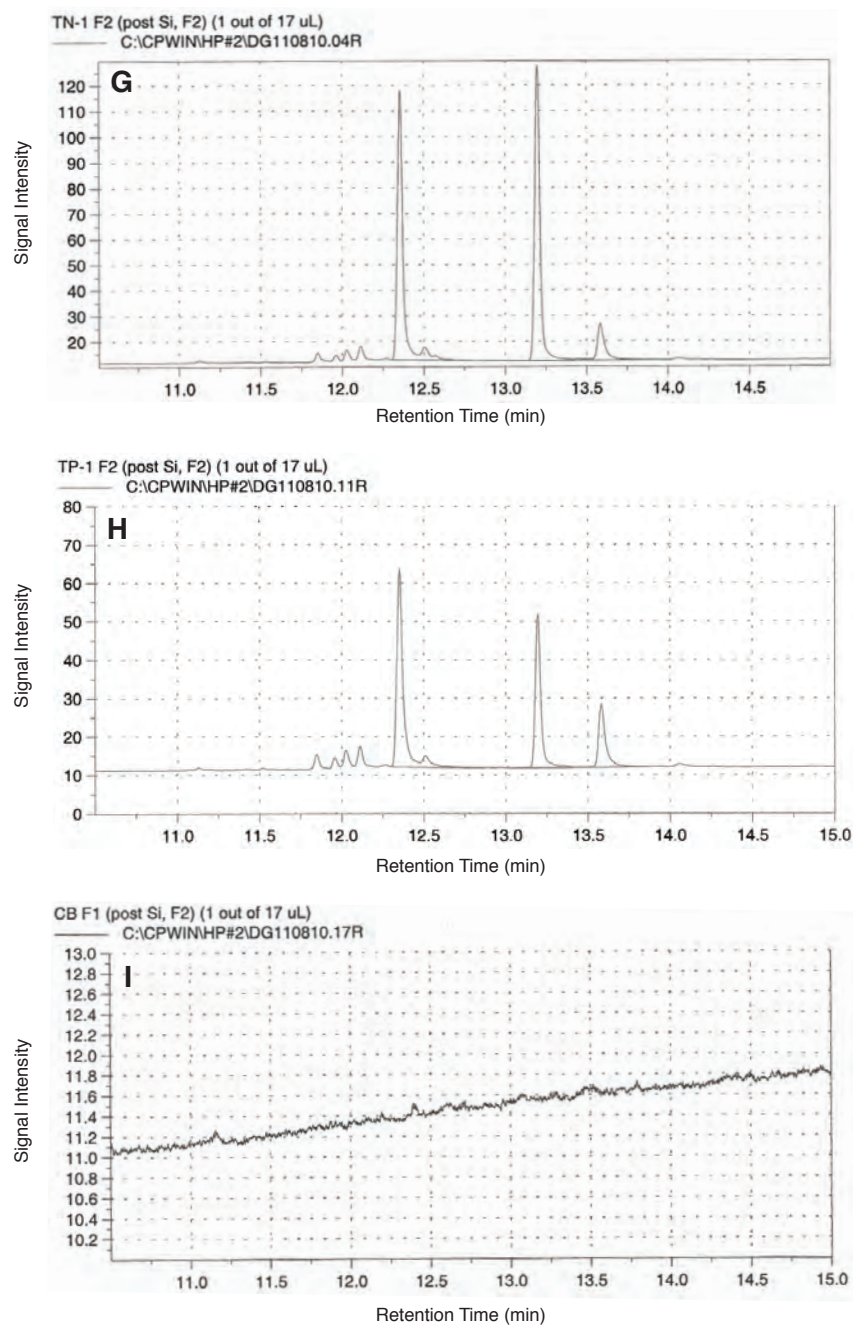 TN-1 F2 (post Si, F2) (1 out of 17 uL)
C:\CPWIN\HP#2\DG110810.04R
G
120
110
100
90
80
70
60
50
40
30
20
Signal Intensity
11.0 11.5 12.0 12.5 13.0 13.5 14.0 14.5
Retention Time (min)
TP-1 F2 (post Si, F2) (1 out of 17 uL)
C:\CPWIN\HP#2\DG110810.11R
H
80
70
60
50
40
30
20
10
0
Signal Intensity
11.0 11.5 12.0 12.5 13.0 13.5 14.0 14.5 15.0
Retention Time (min)
CB F1 (post Si, F2) (1 out of 17 uL)
C:\CPWIN\HP#2\DG110810.17R
I
13.0
12.8
12.6
12.4
12.2
12.0
11.8
11.6
11.4
11.2
11.0
10.8
10.6
10.4
10.2
Signal Intensity
11.0 11.5 12.0 12.5 13.0 13.5 14.0 14.5 15.0
Retention Time (min)